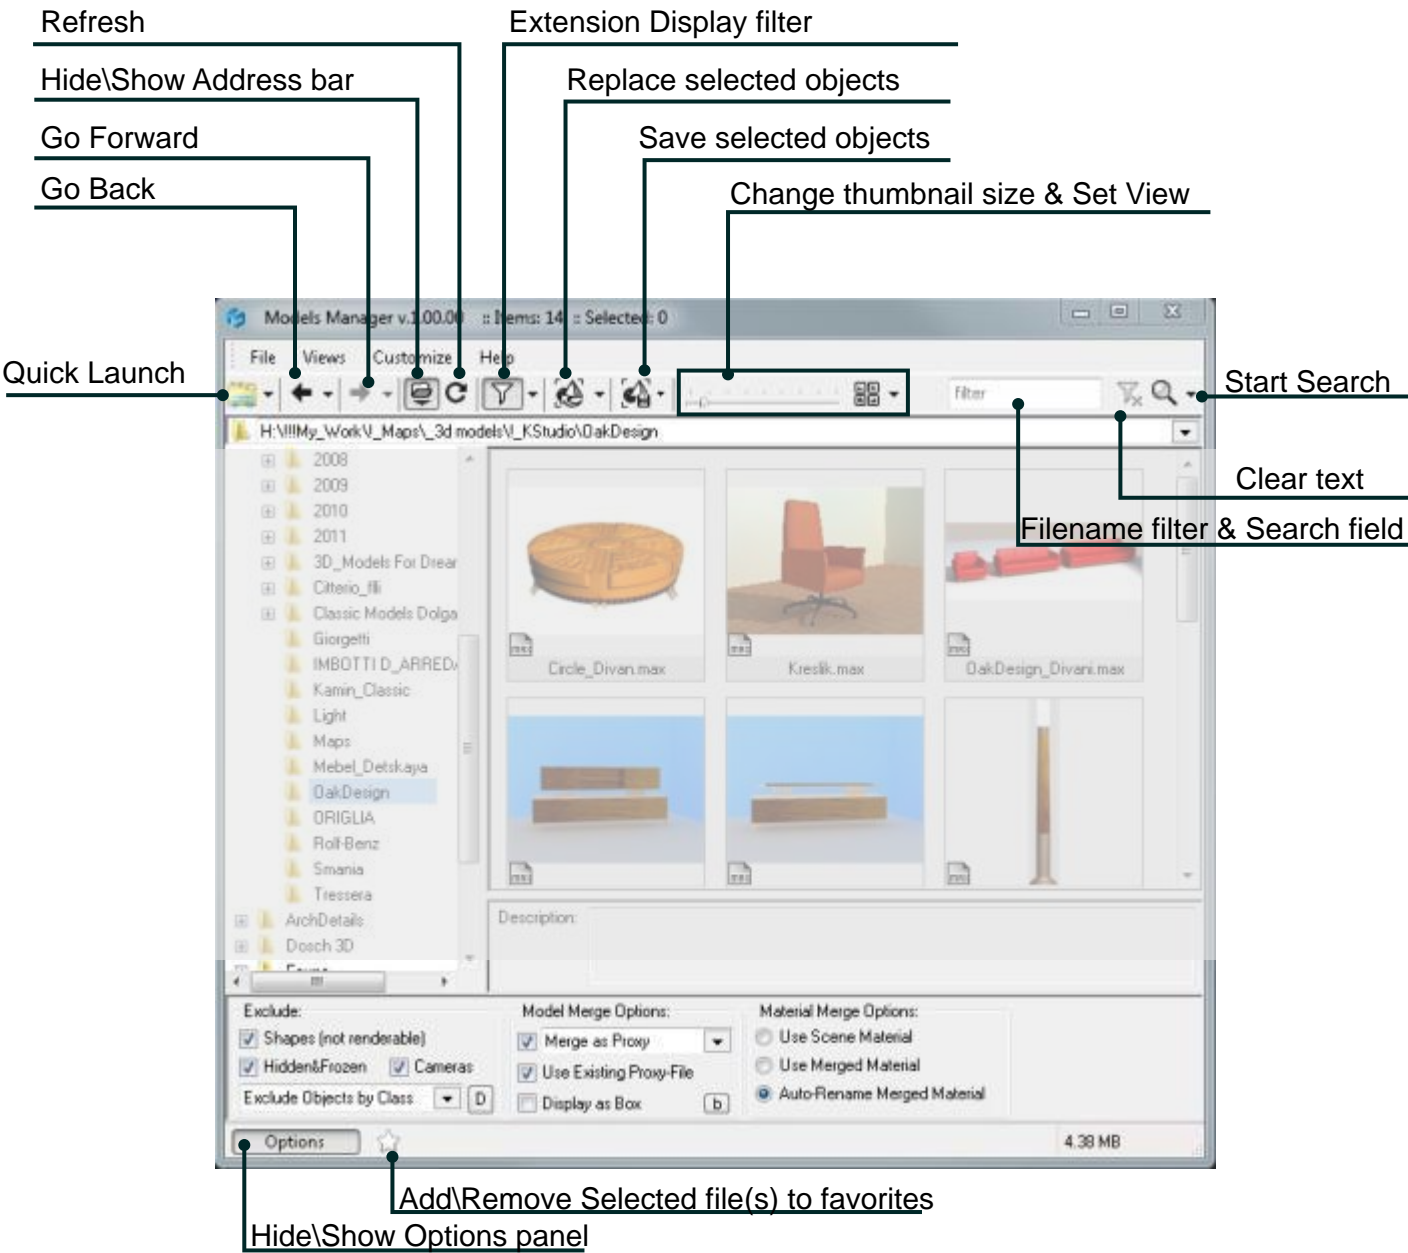 Refresh
Extension Display filter
Hide\Show Address bar
Replace selected objects
Go Forward
Save selected objects
Go Back
Change thumbnail size & Set View
Models Manager v.1.00.00 :: Items: 14 :: Selected: 0
File Views Customize Help
Quick Launch
Filter
Start Search
H:\!!!My_Work\!_Maps\_3d models\!_KStudio\OakDesign
2008
2009
Clear text
2010
2011
Filename filter & Search field
3D_Models For Drear
Citterio_flli
Classic Models Dolga
Giorgetti
IMBOTTI D_ARRED
Circle_Divan.max
Kreslik.max
OakDesign_Divani.max
Kamin_Classic
Light
Maps
Mebel_Detskaya
OakDesign
ORIGLIA
Rolf-Benz
Smania
Tressera
ArchDetails
Description:
Dosch 3D
Exclude:
Model Merge Options:
Material Merge Options:
Shapes (not renderable)
Merge as Proxy
Use Scene Material
Hidden&Frozen
Cameras
Use Existing Proxy-File
Use Merged Material
Exclude Objects by Class
D
Display as Box
b
Auto-Rename Merged Material
Options
4.38 MB
Add\Remove Selected file(s) to favorites
Hide\Show Options panel